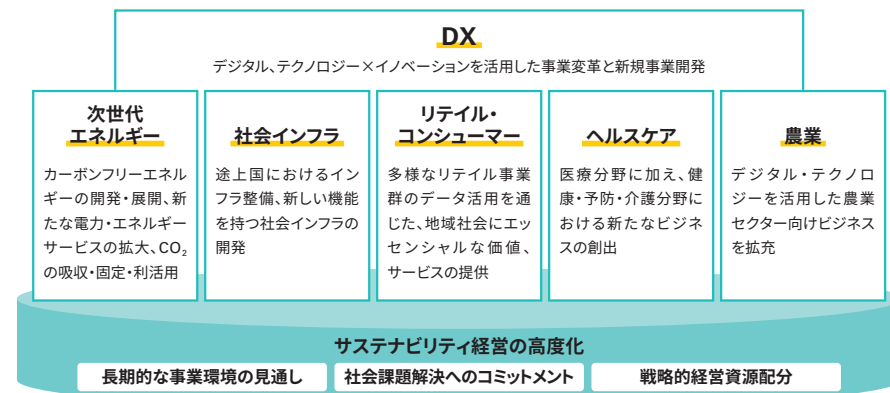 DX
デジタル、テクノロジー×イノベーションを活用した事業変革と新規事業開発
次世代
エネルギー
カーボンフリーエネル
ギーの開発・展開、新
たな電力・エネルギー
サービスの拡大、CO₂
の吸収・固定・利活用
社会インフラ
途上国におけるイン
フラ整備、新しい機能
を持つ社会インフラの
開発
リテイル・
コンシューマー
多様なリテイル事業
群のデータ活用を通
じた、地域社会にエッ
センシャルな価値、
サービスの提供
ヘルスケア
医療分野に加え、健
康・予防・介護分野に
おける新たなビジネ
スの創出
農業
デジタル・テクノロ
ジーを活用した農業
セクター向けビジネス
を拡充
サステナビリティ経営の高度化
長期的な事業環境の見通し
社会課題解決へのコミットメント
戦略的経営資源配分